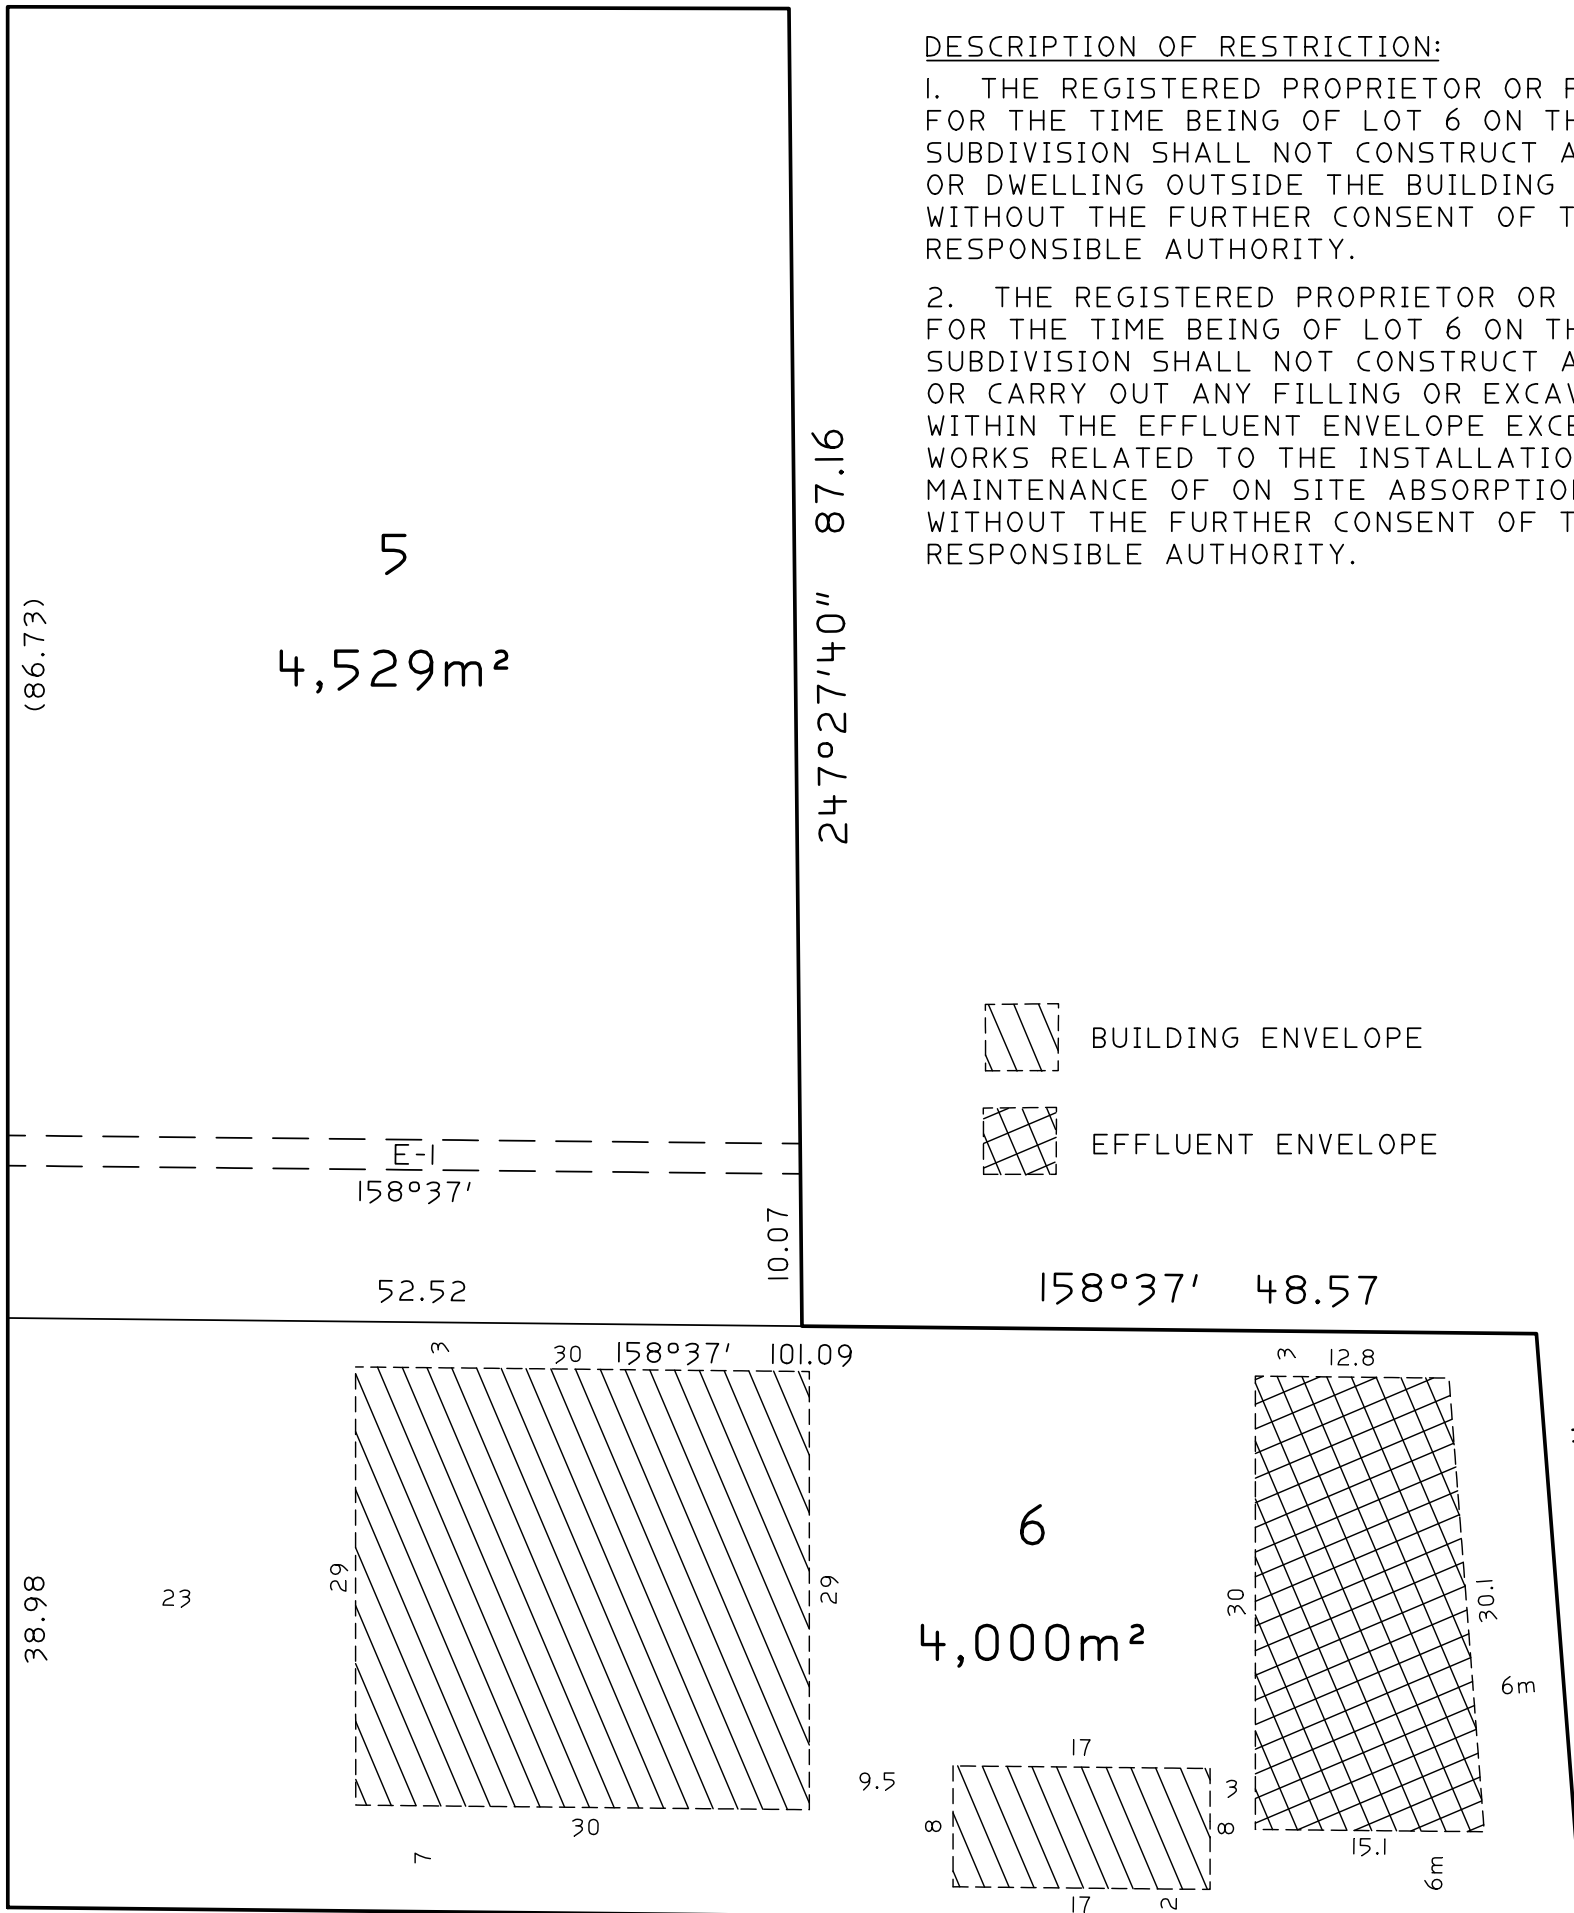 DESCRIPTION OF RESTRICTION:
1. THE REGISTERED PROPRIETOR OR
FOR THE TIME BEING OF LOT 6 ON
SUBDIVISION SHALL NOT CONSTRUCT
OR DWELLING OUTSIDE THE BUILDING
WITHOUT THE FURTHER CONSENT OF
RESPONSIBLE AUTHORITY.
2. THE REGISTERED PROPRIETOR OR
FOR THE TIME BEING OF LOT 6 ON
SUBDIVISION SHALL NOT CONSTRUCT
OR CARRY OUT ANY FILLING OR
WITHIN THE EFFLUENT ENVELOPE
WORKS RELATED TO THE
MAINTENANCE OF ON SITE
WITHOUT THE FURTHER CONSENT OF
RESPONSIBLE AUTHORITY.
5
4,529m²
(86.73)
247°27'40" 87.16
BUILDING ENVELOPE
EFFLUENT ENVELOPE
E-1
158°37'
10.07
52.52
158°37' 48.57
3
30
158°37' 101.09
3
12.8
38.98
23
29
29
6
4,000m²
30
30.1
6m
17
9.5
8
3
8
30
7
17
2
15.1
6m